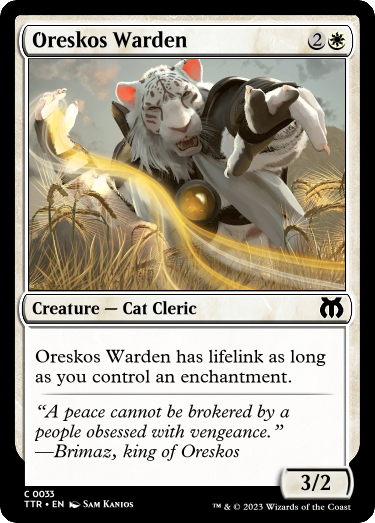 Oreskos Warden 2
Creature — Cat Cleric
Oreskos Warden has lifelink as long
as you control an enchantment.
“A peace cannot be brokered by a
people obsessed with vengeance.”
—Brimaz, king of Oreskos
3/2
C 0033
TTR • EN Sam Kanios
™ & © 2023 Wizards of the Coast